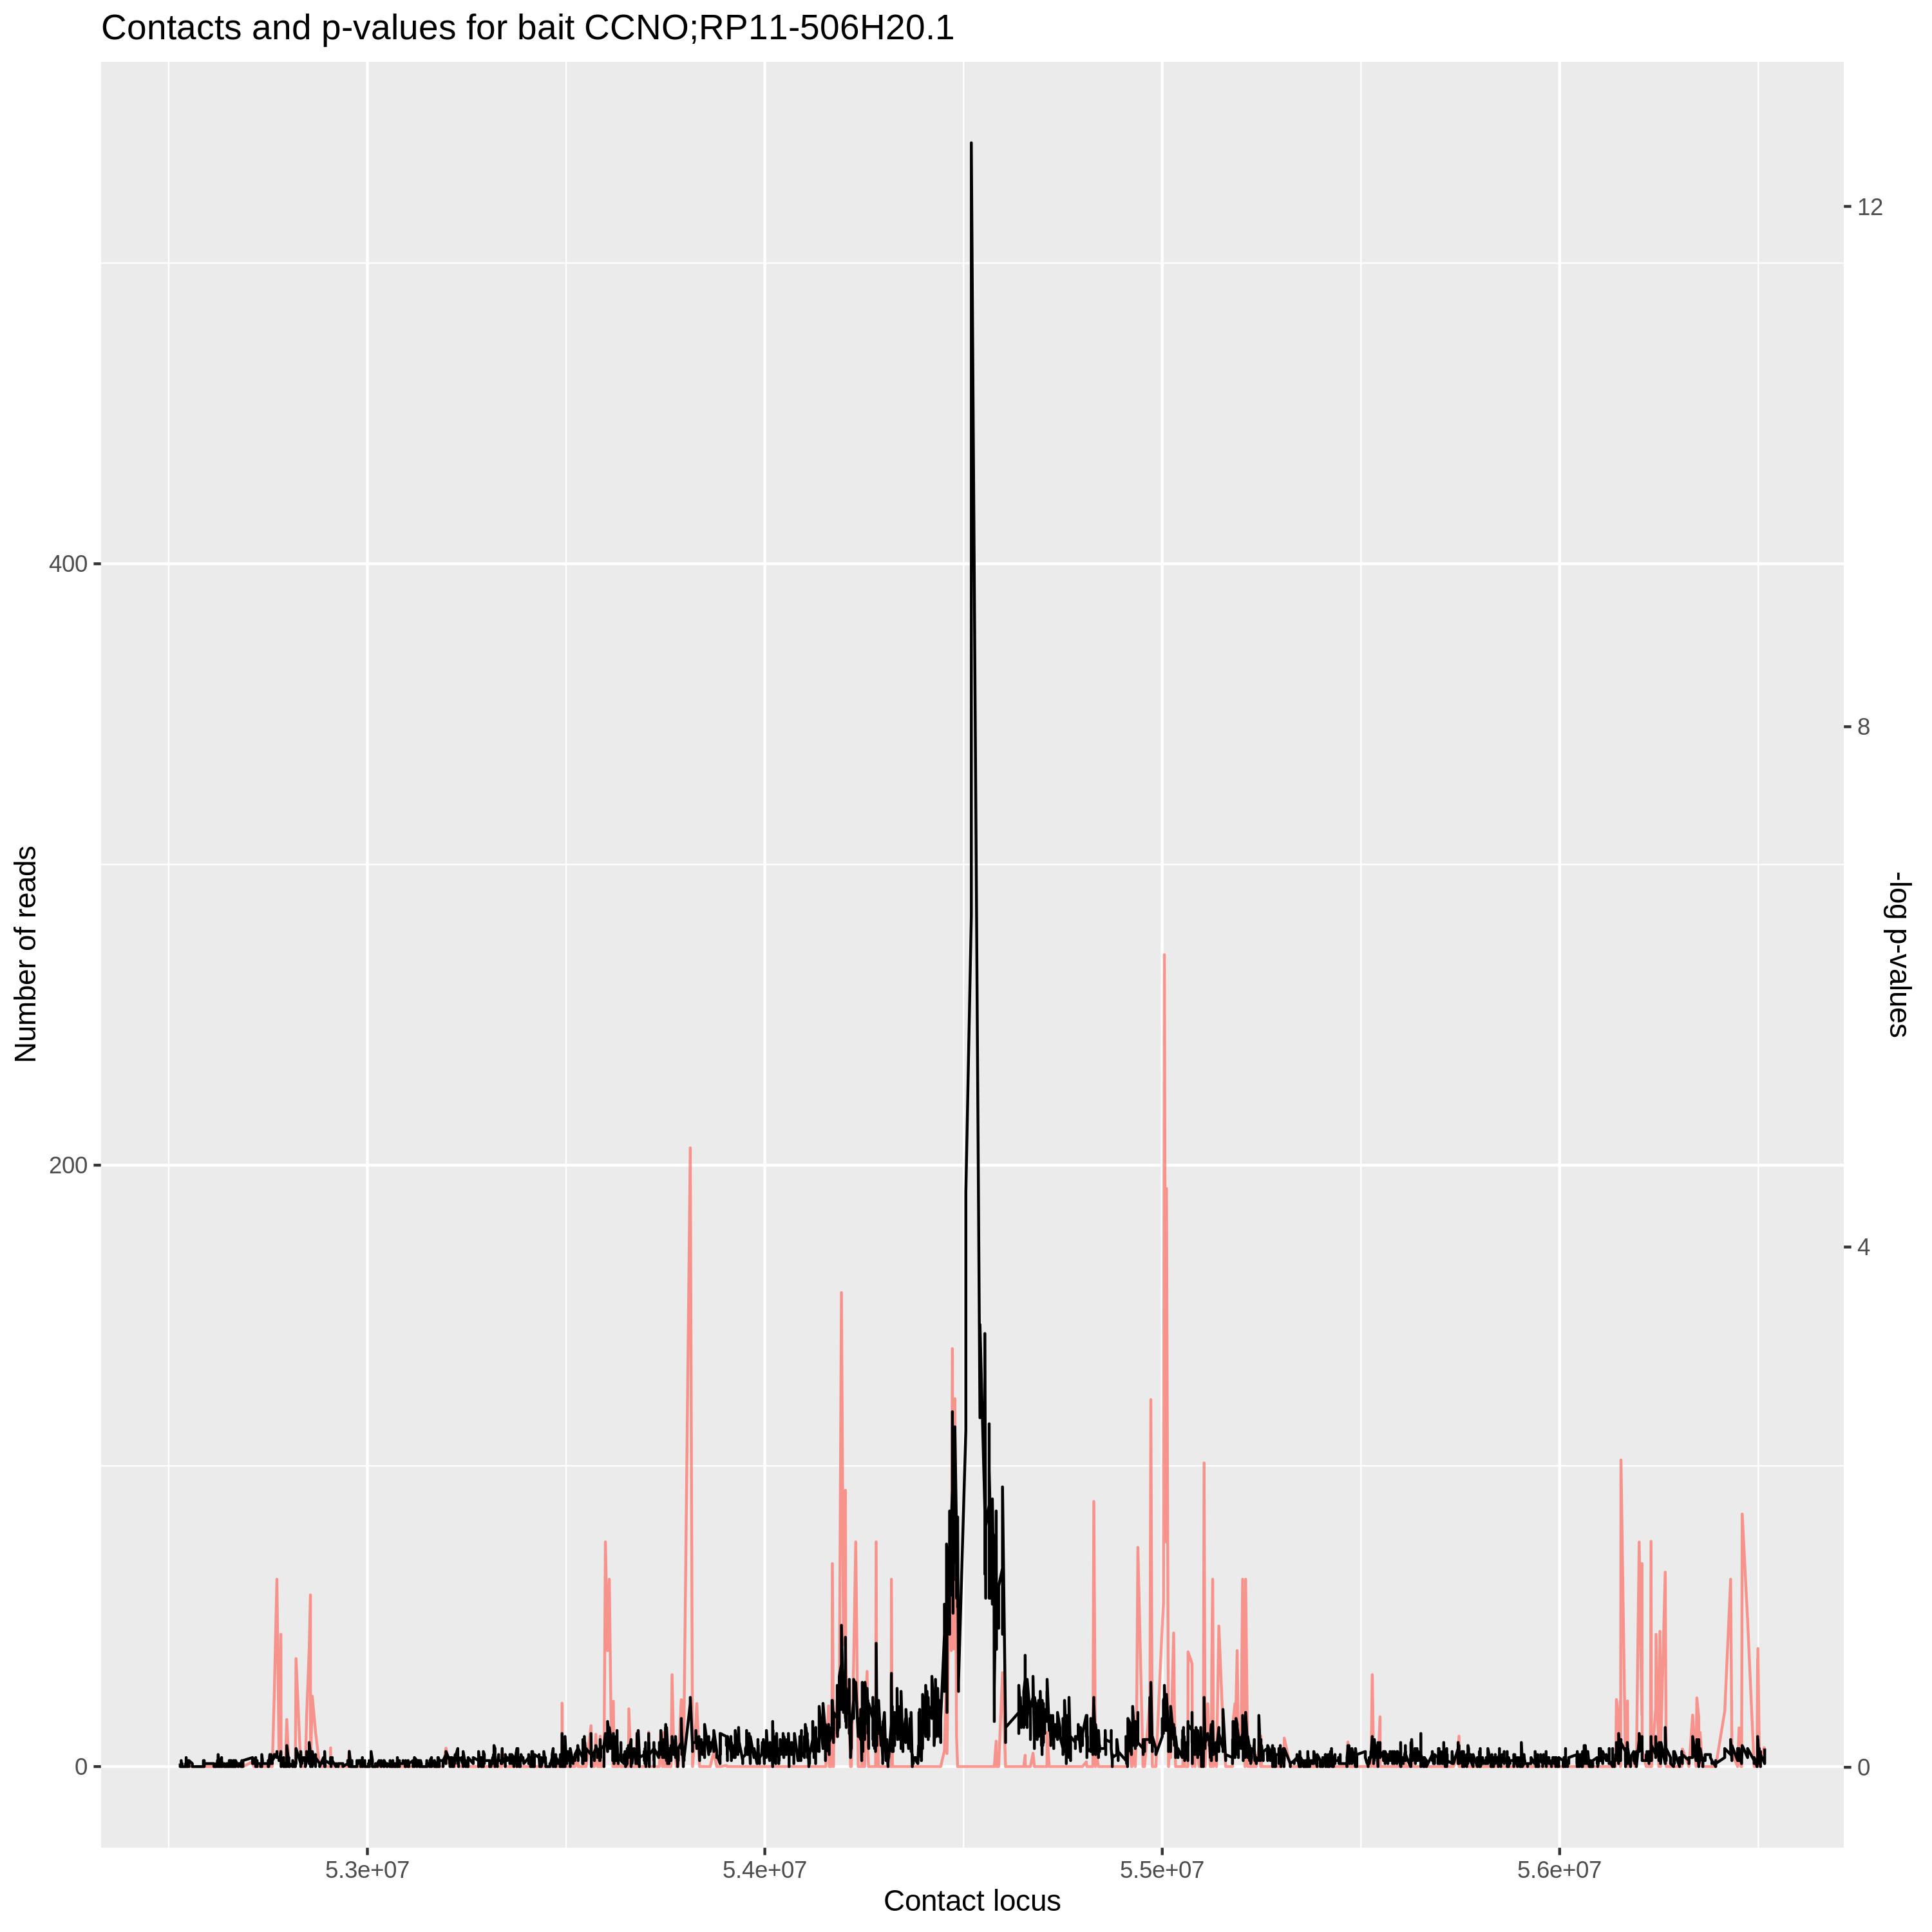 Contacts and p-values for bait CCNO;RP11-506H20.1
Number of reads
400
200
0
12
8
4
0
-log p-values
5.3e+07 5.4e+07 5.5e+07 5.6e+07
Contact locus